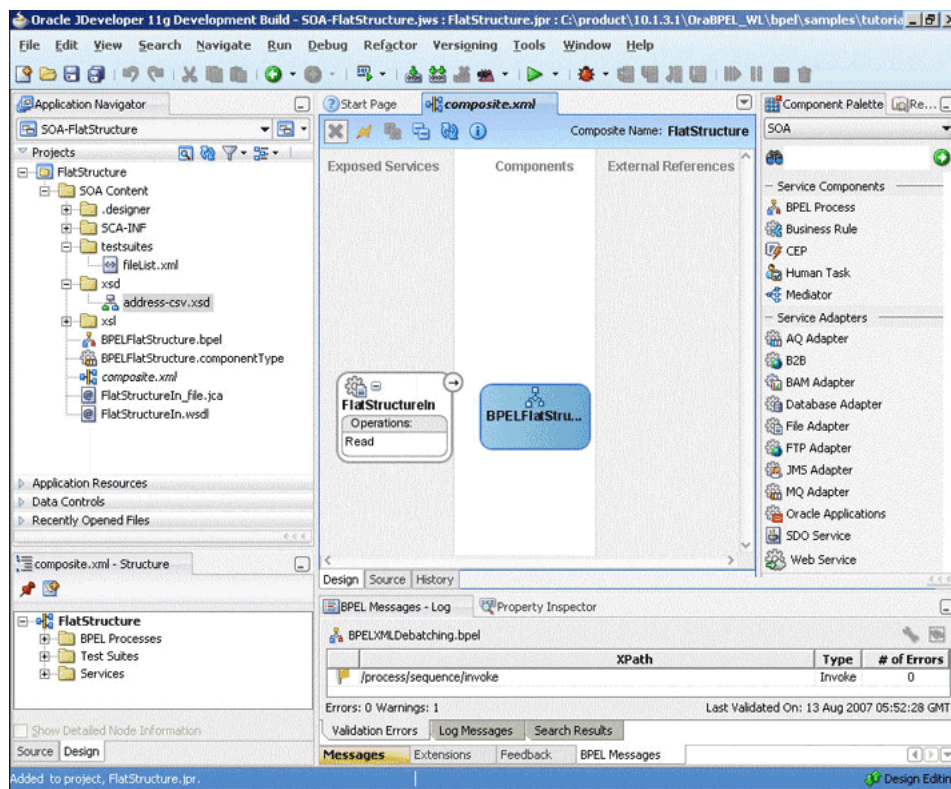 Oracle JDeveloper 11g Development Build - SOA-FlatStructure.jws : FlatStructure.jpr : C:\product\10.1.3.1\OraBPEL_WL\bpel\samples\tutoria
File Edit View Search Navigate Run Debug Refactor Versioning Tools Window Help
Application Navigator
SOA-FlatStructure
Projects
FlatStructure
SOA Content
.designer
SCA-INF
testsuites
fileList.xml
xsd
address-csv.xsd
xsl
BPELFlatStructure.bpel
BPELFlatStructure.componentType
composite.xml
FlatStructureIn_file.jca
FlatStructureIn.wsdl
Application Resources
Data Controls
Recently Opened Files
composite.xml - Structure
FlatStructure
BPEL Processes
Test Suites
Services
Show Detailed Node Information
Source Design
Start Page composite.xml
Composite Name: FlatStructure
Exposed Services Components External References
FlatStructureIn
Operations:
Read
BPELFlatStru...
Design Source History
BPEL Messages - Log Property Inspector
BPELXMLDebatching.bpel
XPath Type # of Errors
/process/sequence/invoke Invoke 0
Errors: 0 Warnings: 1 Last Validated On: 13 Aug 2007 05:52:28 GMT
Validation Errors Log Messages Search Results
Messages Extensions Feedback BPEL Messages
Component Palette Re...
SOA
Service Components
BPEL Process
Business Rule
CEP
Human Task
Mediator
Service Adapters
AQ Adapter
B2B
BAM Adapter
Database Adapter
File Adapter
FTP Adapter
JMS Adapter
MQ Adapter
Oracle Applications
SDO Service
Web Service
Added to project, FlatStructure.jpr.
Design Editin